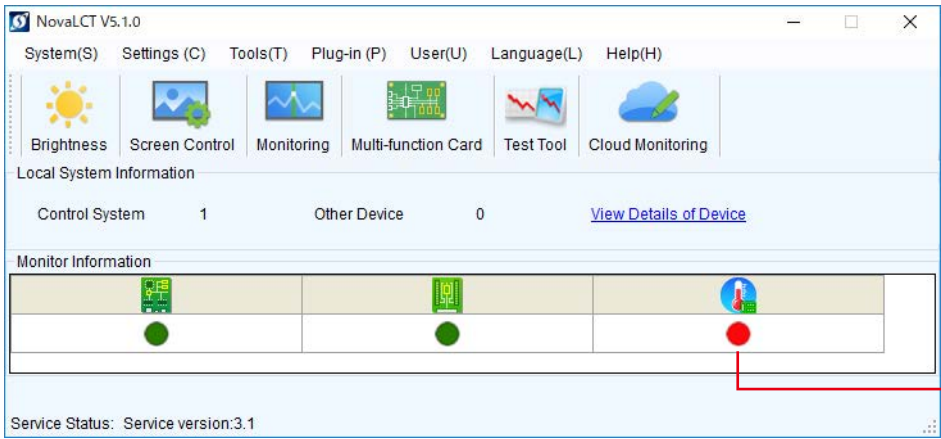 NovaLCT V5.1.0
System(S) Settings (C) Tools(T) Plug-in (P) User(U) Language(L) Help(H)
Brightness Screen Control Monitoring Multi-function Card Test Tool Cloud Monitoring
Local System Information
Control System 1 Other Device 0 View Details of Device
Monitor Information
Service Status: Service version:3.1